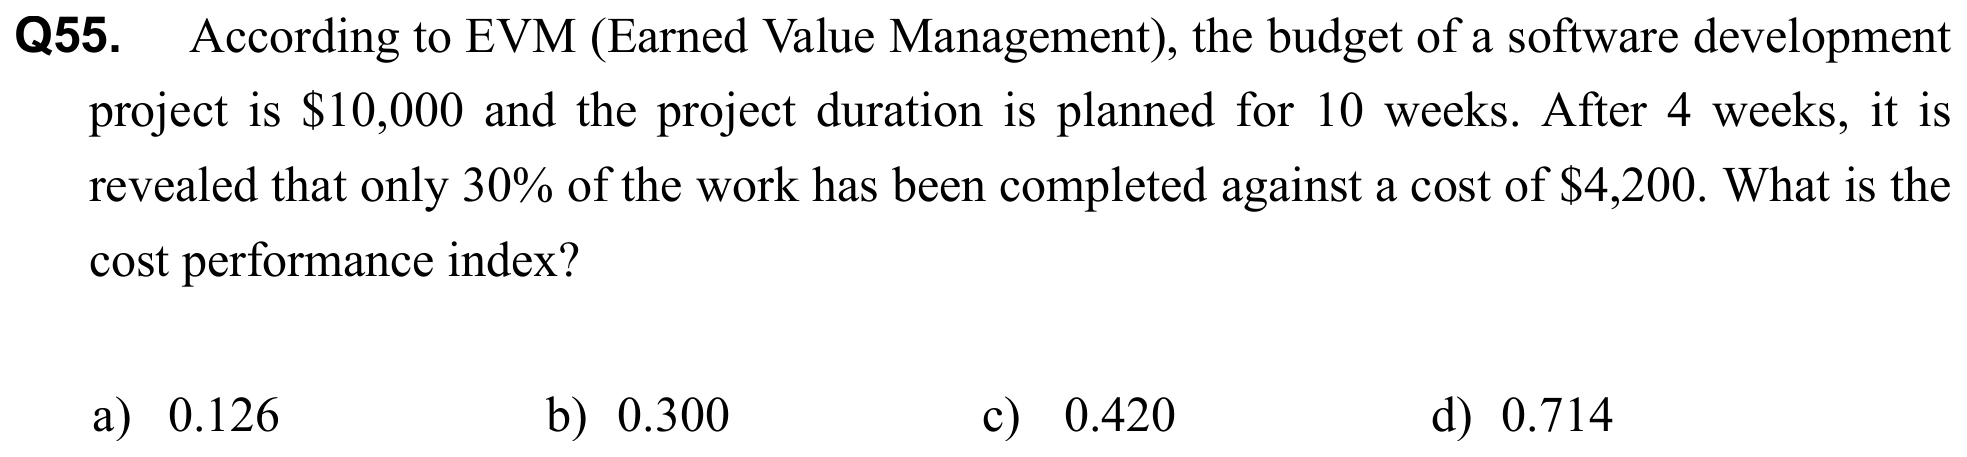 Q55. According to EVM (Earned Value Management), the budget of a software development
project is $10,000 and the project duration is planned for 10 weeks. After 4 weeks, it is
revealed that only 30% of the work has been completed against a cost of $4,200. What is the
cost performance index?
a) 0.126 b) 0.300 c) 0.420 d) 0.714